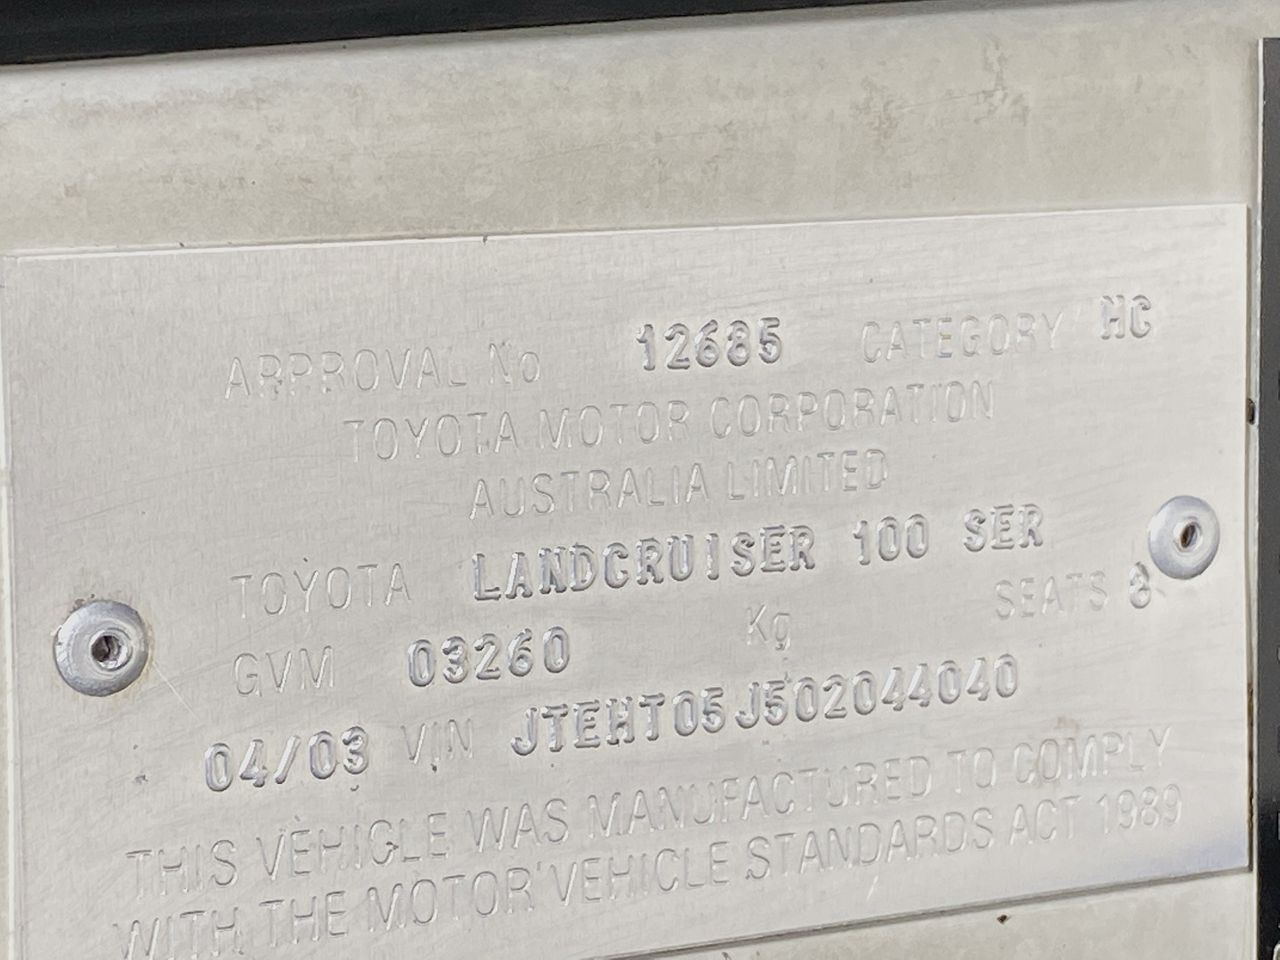 APPROVAL No 12685 CATEGORY HC
TOYOTA MOTOR CORPORATION
AUSTRALIA LIMITED
TOYOTA LANDCRUISER 100 SER
GVM 03260 Kg SEATS 8
04/03 VIN JTEHT05J502044040
THIS VEHICLE WAS MANUFACTURED TO COMPLY
WITH THE MOTOR VEHICLE STANDARDS ACT 1989